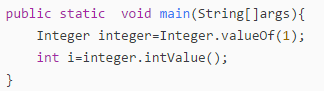 public static  void main(String[]args){
    Integer integer=Integer.valueOf(1);
    int i=integer.intValue();
}